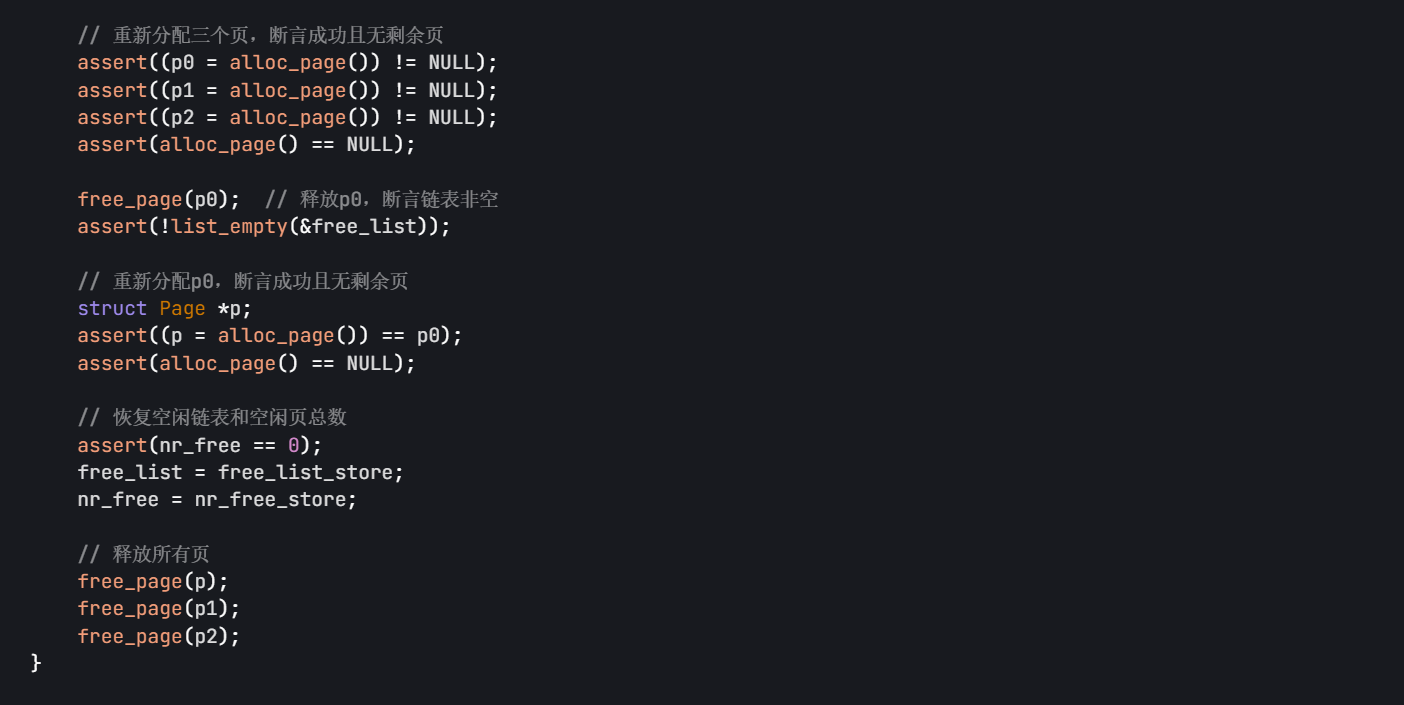 // 重新分配三个页，断言成功且无剩余页
assert((p0 = alloc_page()) != NULL);
assert((p1 = alloc_page()) != NULL);
assert((p2 = alloc_page()) != NULL);
assert(alloc_page() == NULL);
free_page(p0);  // 释放p0，断言链表非空
assert(!list_empty(&free_list));
// 重新分配p0，断言成功且无剩余页
struct Page *p;
assert((p = alloc_page()) == p0);
assert(alloc_page() == NULL);
// 恢复空闲链表和空闲页总数
assert(nr_free == 0);
free_list = free_list_store;
nr_free = nr_free_store;
// 释放所有页
free_page(p);
free_page(p1);
free_page(p2);
}